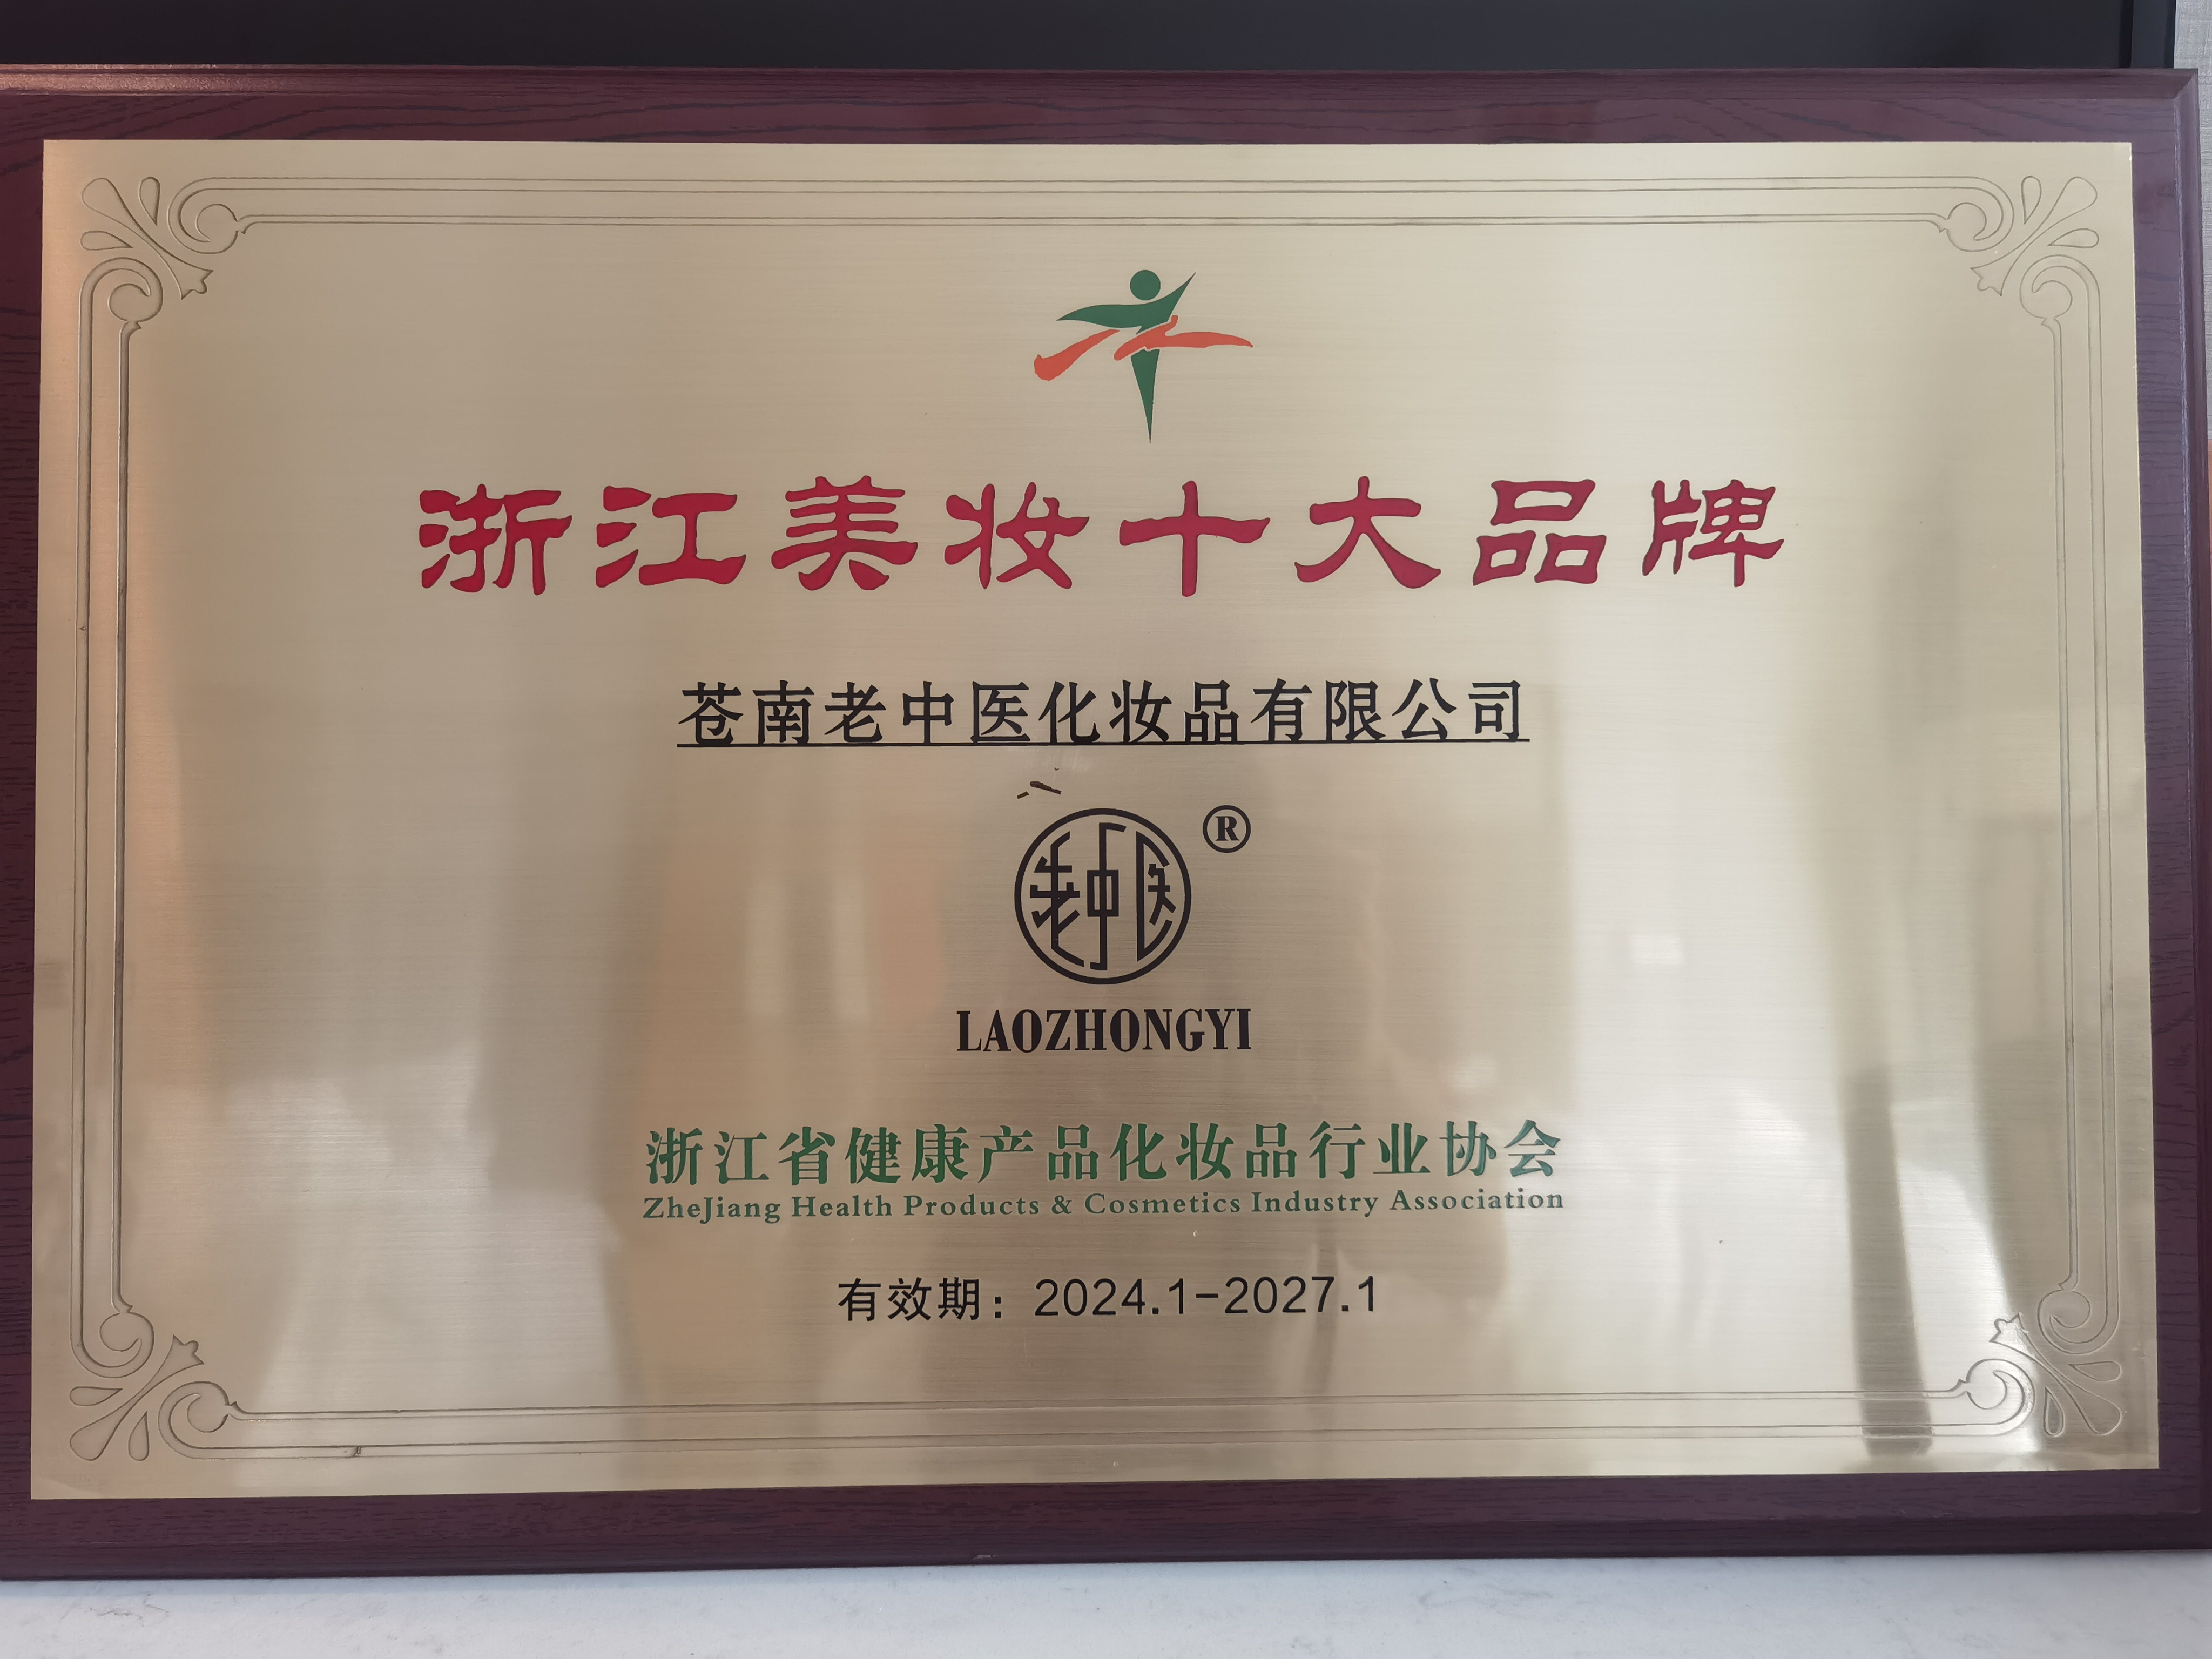 浙江美妆十大品牌
苍南老中医化妆品有限公司
老中医®
LAOZHONGYI
浙江省健康产品化妆品行业协会
ZheJiang Health Products & Cosmetics Industry Association
有效期：2024.1-2027.1